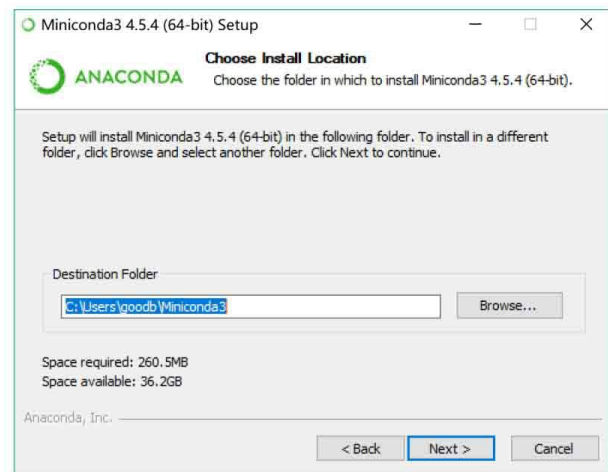 Miniconda3 4.5.4 (64-bit) Setup
Choose Install Location
ANACONDA
Choose the folder in which to install Miniconda3 4.5.4 (64-bit).
Setup will install Miniconda3 4.5.4 (64-bit) in the following folder. To install in a different
folder, click Browse and select another folder. Click Next to continue.
Destination Folder
C:\Users\goodb\Miniconda3
Browse...
Space required: 260.5MB
Space available: 36.2GB
Anaconda, Inc.
< Back
Next >
Cancel